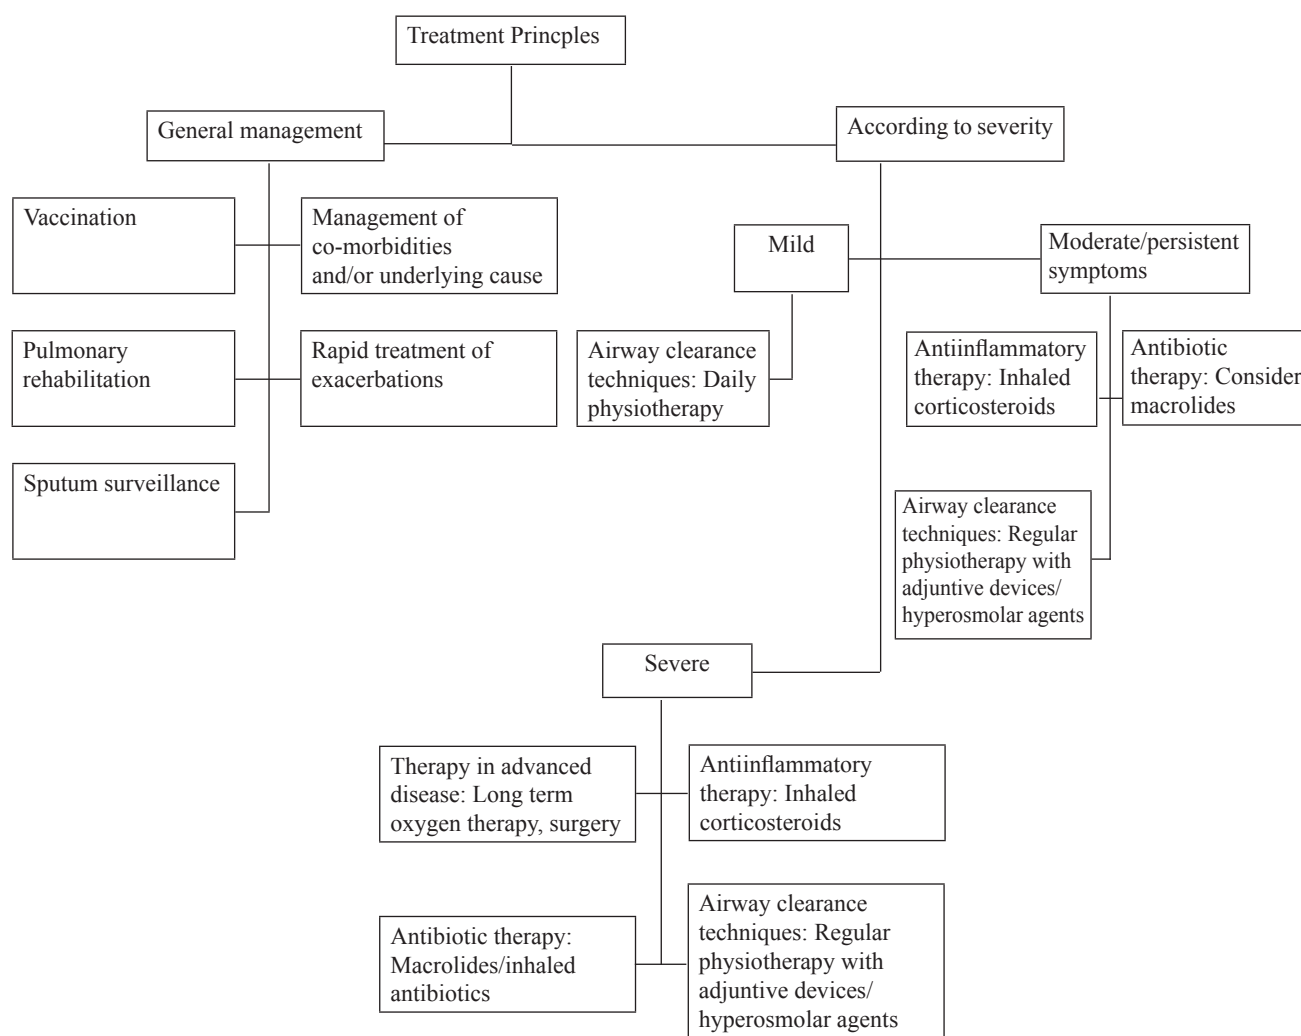 Treatment Princples
General management
According to severity
Vaccination
Management of
co-morbidities
and/or underlying cause
Pulmonary
rehabilitation
Rapid treatment of
exacerbations
Sputum surveillance
Mild
Airway clearance
techniques: Daily
physiotherapy
Moderate/persistent
symptoms
Antiinflammatory
therapy: Inhaled
corticosteroids
Antibiotic
therapy: Consider
macrolides
Airway clearance
techniques: Regular
physiotherapy with
adjuntive devices/
hyperosmolar agents
Severe
Therapy in advanced
disease: Long term
oxygen therapy, surgery
Antiinflammatory
therapy: Inhaled
corticosteroids
Antibiotic therapy:
Macrolides/inhaled
antibiotics
Airway clearance
techniques: Regular
physiotherapy with
adjuntive devices/
hyperosmolar agents